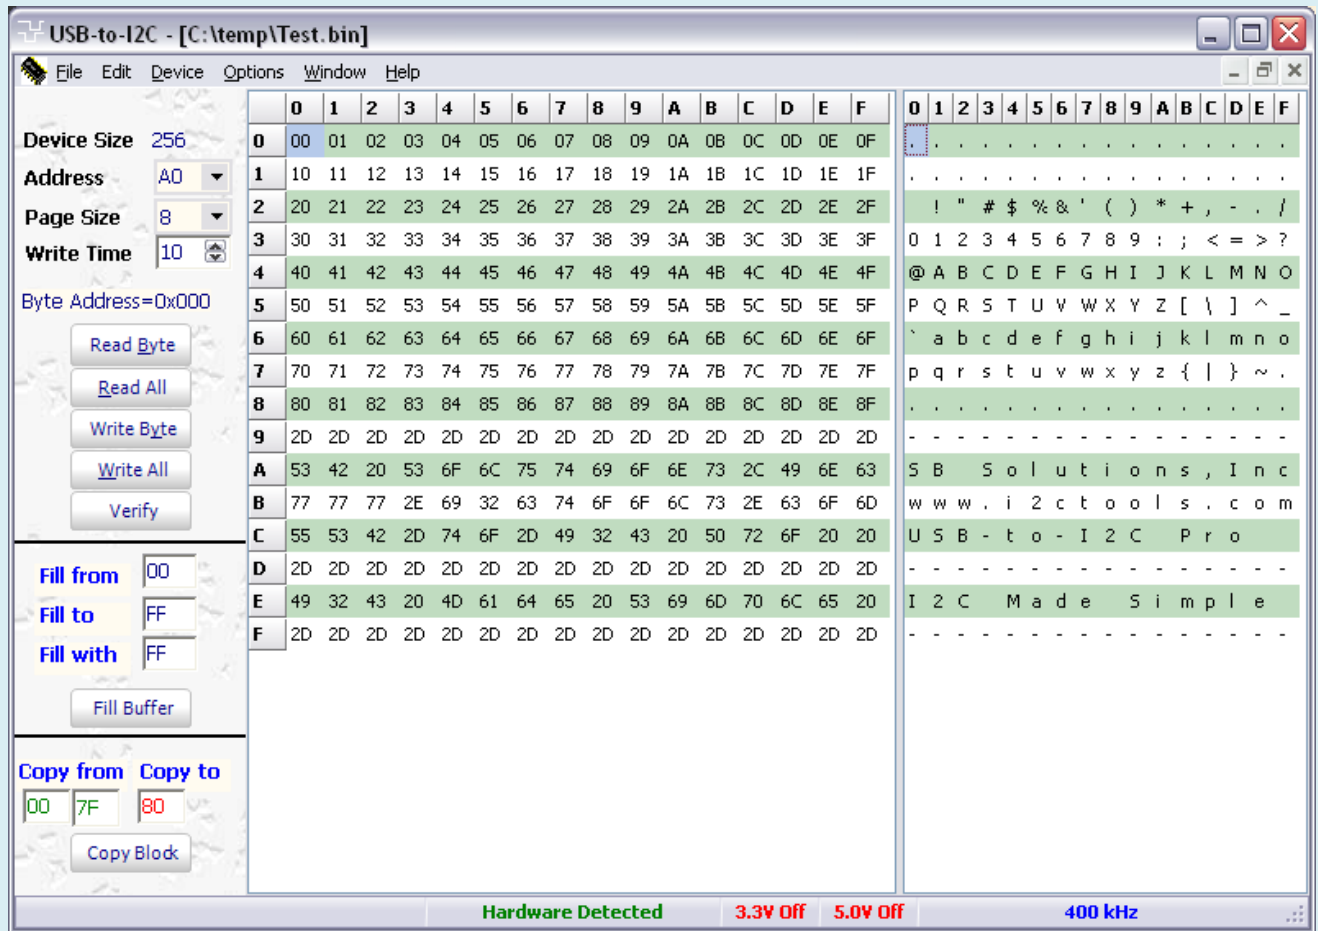 USB-to-I2C - [C:\temp\Test.bin]
File Edit Device Options Window Help
0 1 2 3 4 5 6 7 8 9 A B C D E F 0 1 2 3 4 5 6 7 8 9 A B C D E F
Device Size 256
Address A0
Page Size 8
Write Time 10
Byte Address=0x000
Read Byte
Read All
Write Byte
Write All
Verify
Fill from 00
Fill to FF
Fill with FF
Fill Buffer
Copy from Copy to
00 7F 80
Copy Block
0 00 01 02 03 04 05 06 07 08 09 0A 0B 0C 0D 0E 0F . . . . . . . . . . . . . . . .
1 10 11 12 13 14 15 16 17 18 19 1A 1B 1C 1D 1E 1F . . . . . . . . . . . . . . . .
2 20 21 22 23 24 25 26 27 28 29 2A 2B 2C 2D 2E 2F ! " # $ % & ' ( ) * + , - . /
3 30 31 32 33 34 35 36 37 38 39 3A 3B 3C 3D 3E 3F 0 1 2 3 4 5 6 7 8 9 : ; < = > ?
4 40 41 42 43 44 45 46 47 48 49 4A 4B 4C 4D 4E 4F @ A B C D E F G H I J K L M N O
5 50 51 52 53 54 55 56 57 58 59 5A 5B 5C 5D 5E 5F P Q R S T U V W X Y Z [ \ ] ^ _
6 60 61 62 63 64 65 66 67 68 69 6A 6B 6C 6D 6E 6F ` a b c d e f g h i j k l m n o
7 70 71 72 73 74 75 76 77 78 79 7A 7B 7C 7D 7E 7F p q r s t u v w x y z { | } ~ .
8 80 81 82 83 84 85 86 87 88 89 8A 8B 8C 8D 8E 8F . . . . . . . . . . . . . . . .
9 2D 2D 2D 2D 2D 2D 2D 2D 2D 2D 2D 2D 2D 2D 2D 2D - - - - - - - - - - - - - - - -
A 53 42 20 53 6F 6C 75 74 69 6F 6E 73 2C 49 6E 63 S B S o l u t i o n s , I n c
B 77 77 77 2E 69 32 63 74 6F 6F 6C 73 2E 63 6F 6D w w w . i 2 c t o o l s . c o m
C 55 53 42 2D 74 6F 2D 49 32 43 20 50 72 6F 20 20 U S B - t o - I 2 C P r o
D 2D 2D 2D 2D 2D 2D 2D 2D 2D 2D 2D 2D 2D 2D 2D 2D - - - - - - - - - - - - - - - -
E 49 32 43 20 4D 61 64 65 20 53 69 6D 70 6C 65 20 I 2 C M a d e S i m p l e
F 2D 2D 2D 2D 2D 2D 2D 2D 2D 2D 2D 2D 2D 2D 2D 2D - - - - - - - - - - - - - - - -
Hardware Detected 3.3V Off 5.0V Off 400 kHz